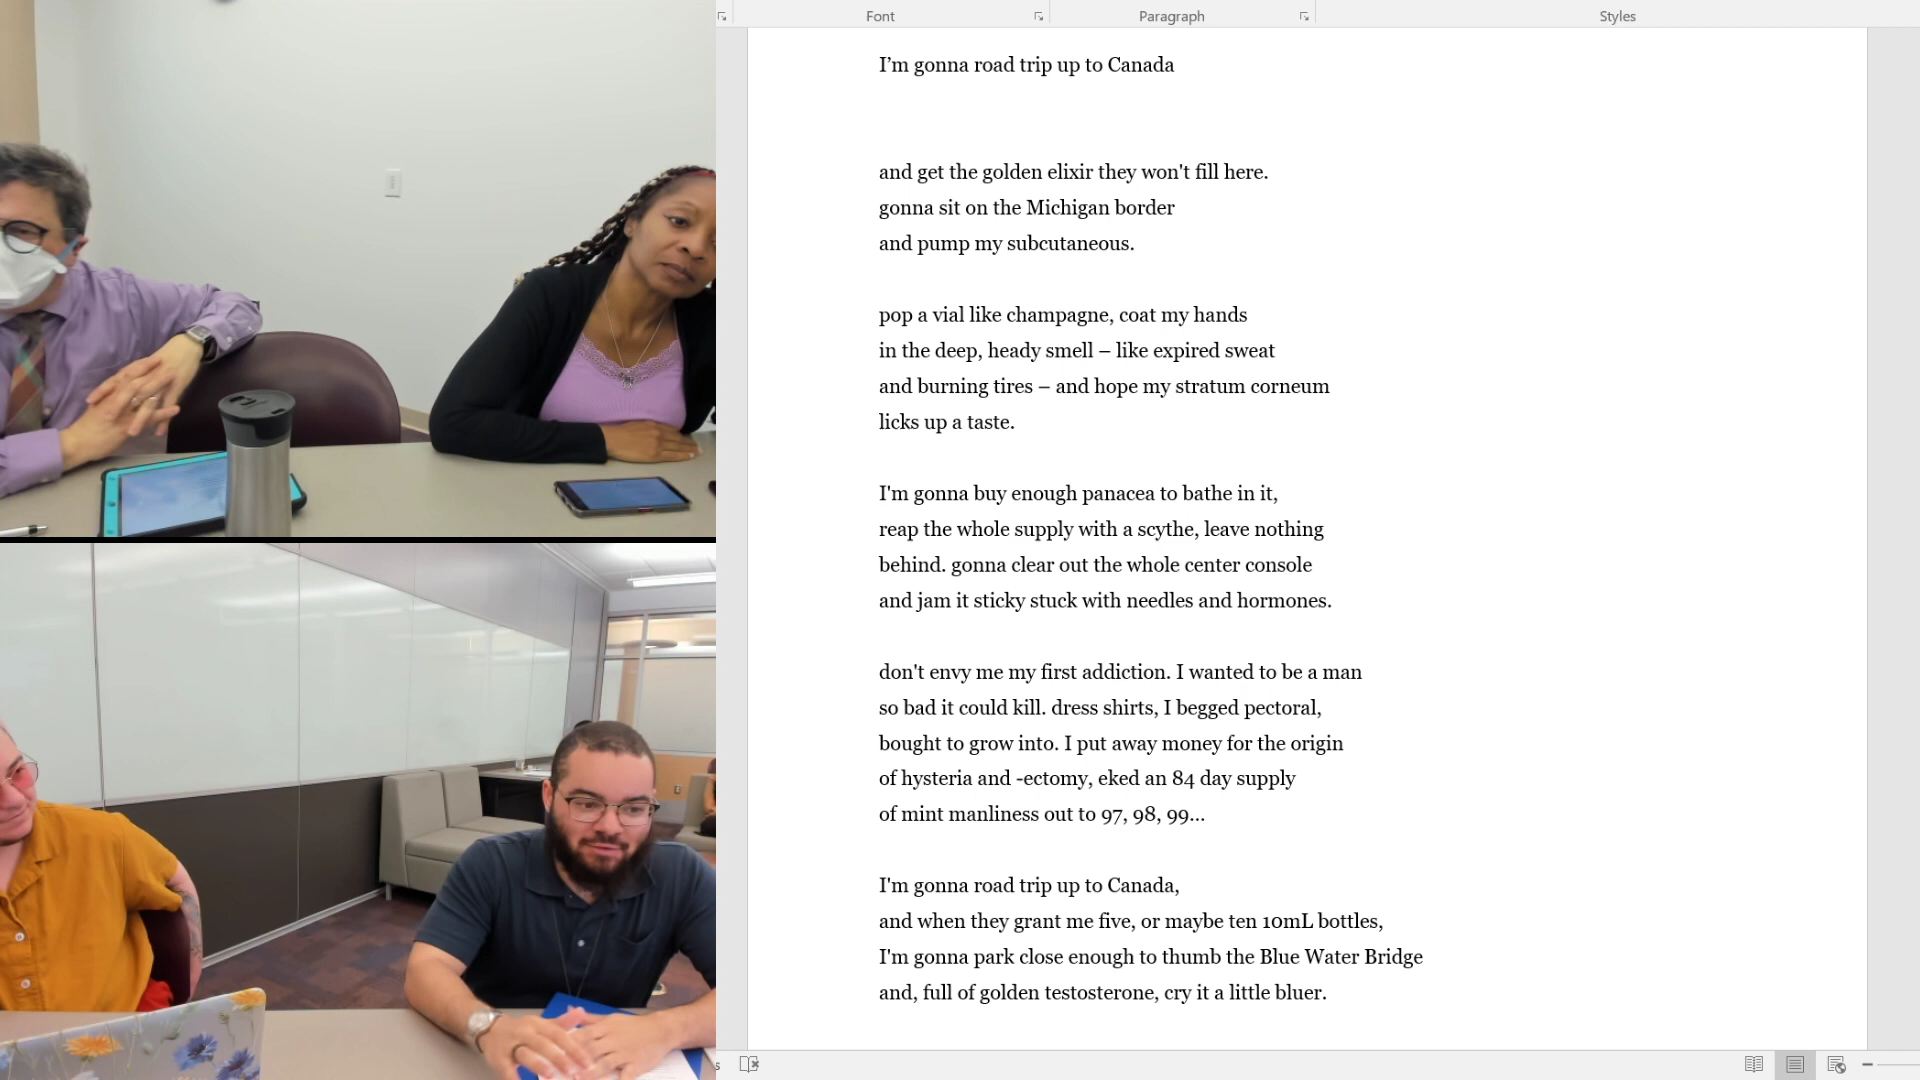 Font
Paragraph
Styles
I’m gonna road trip up to Canada
and get the golden elixir they won't fill here.
gonna sit on the Michigan border
and pump my subcutaneous.
pop a vial like champagne, coat my hands
in the deep, heady smell – like expired sweat
and burning tires – and hope my stratum corneum
licks up a taste.
I'm gonna buy enough panacea to bathe in it,
reap the whole supply with a scythe, leave nothing
behind. gonna clear out the whole center console
and jam it sticky stuck with needles and hormones.
don't envy me my first addiction. I wanted to be a man
so bad it could kill. dress shirts, I begged pectoral,
bought to grow into. I put away money for the origin
of hysteria and -ectomy, eked an 84 day supply
of mint manliness out to 97, 98, 99...
I'm gonna road trip up to Canada,
and when they grant me five, or maybe ten 10mL bottles,
I'm gonna park close enough to thumb the Blue Water Bridge
and, full of golden testosterone, cry it a little bluer.
s